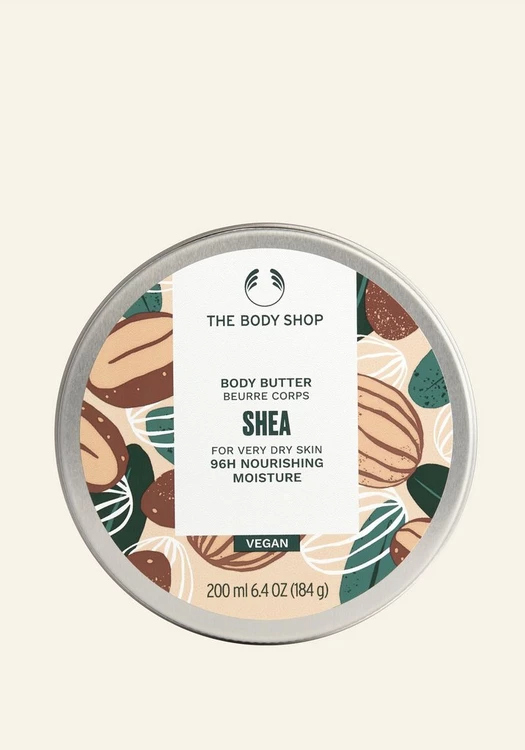 THE BODY SHOP
BODY BUTTER
BEURRE CORPS
SHEA
FOR VERY DRY SKIN
96H NOURISHING
MOISTURE
VEGAN
200 ml 6.4 OZ (184 g)